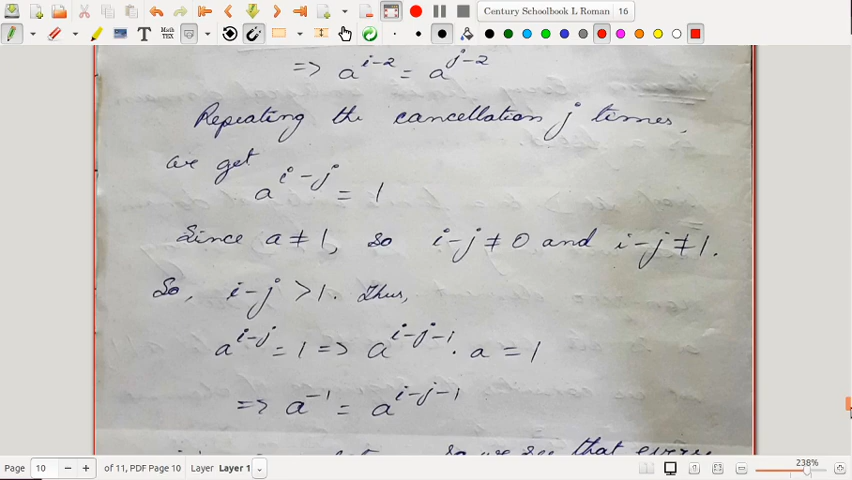 Century Schoolbook L Roman 16
T Math TEX T
=> a^{i-2} = a^{j-2}
Repeating the cancellation j times,
we get
a^{i-j} = 1
Since a ≠ 1, so i-j ≠ 0 and i-j ≠ 1.
So, i-j > 1. Thus,
a^{i-j} = 1 => a^{i-j-1} . a = 1
=> a^{-1} = a^{i-j-1}
so we see that every
Page 10 of 11, PDF Page 10 Layer Layer 1 238%